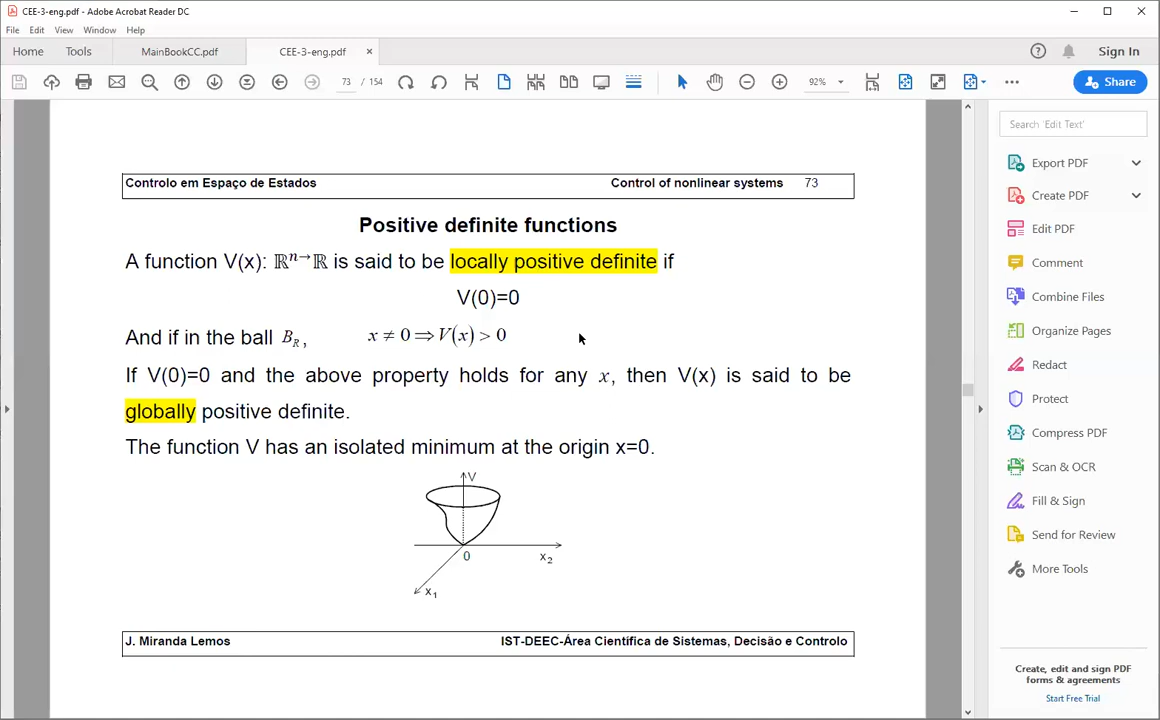 CEE-3-eng.pdf - Adobe Acrobat Reader DC
File Edit View Window Help
Home Tools MainBookCC.pdf CEE-3-eng.pdf × Sign In
73 / 154 92% Share
Search 'Edit Text'
Export PDF
Create PDF
Edit PDF
Comment
Combine Files
Organize Pages
Redact
Protect
Compress PDF
Scan & OCR
Fill & Sign
Send for Review
More Tools
Create, edit and sign PDF
forms & agreements
Start Free Trial
Controlo em Espaço de Estados Control of nonlinear systems 73
Positive definite functions
A function V(x): ℝⁿ→ℝ is said to be locally positive definite if
V(0)=0
And if in the ball B_R, x ≠ 0 ⇒ V(x) > 0
If V(0)=0 and the above property holds for any x, then V(x) is said to be
globally positive definite.
The function V has an isolated minimum at the origin x=0.
V
0
x₂
x₁
J. Miranda Lemos IST-DEEC-Área Científica de Sistemas, Decisão e Controlo